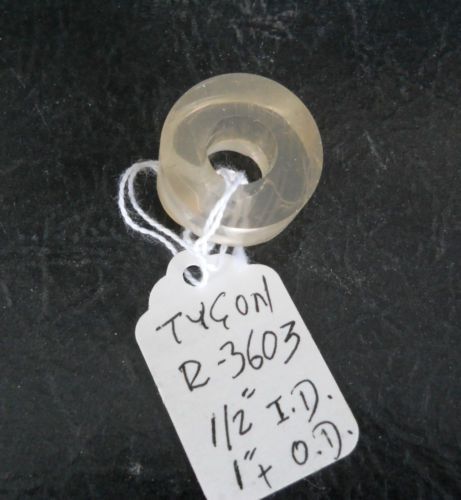 TYGON
R-3603
1/2" I.D.
1"+ O.D.